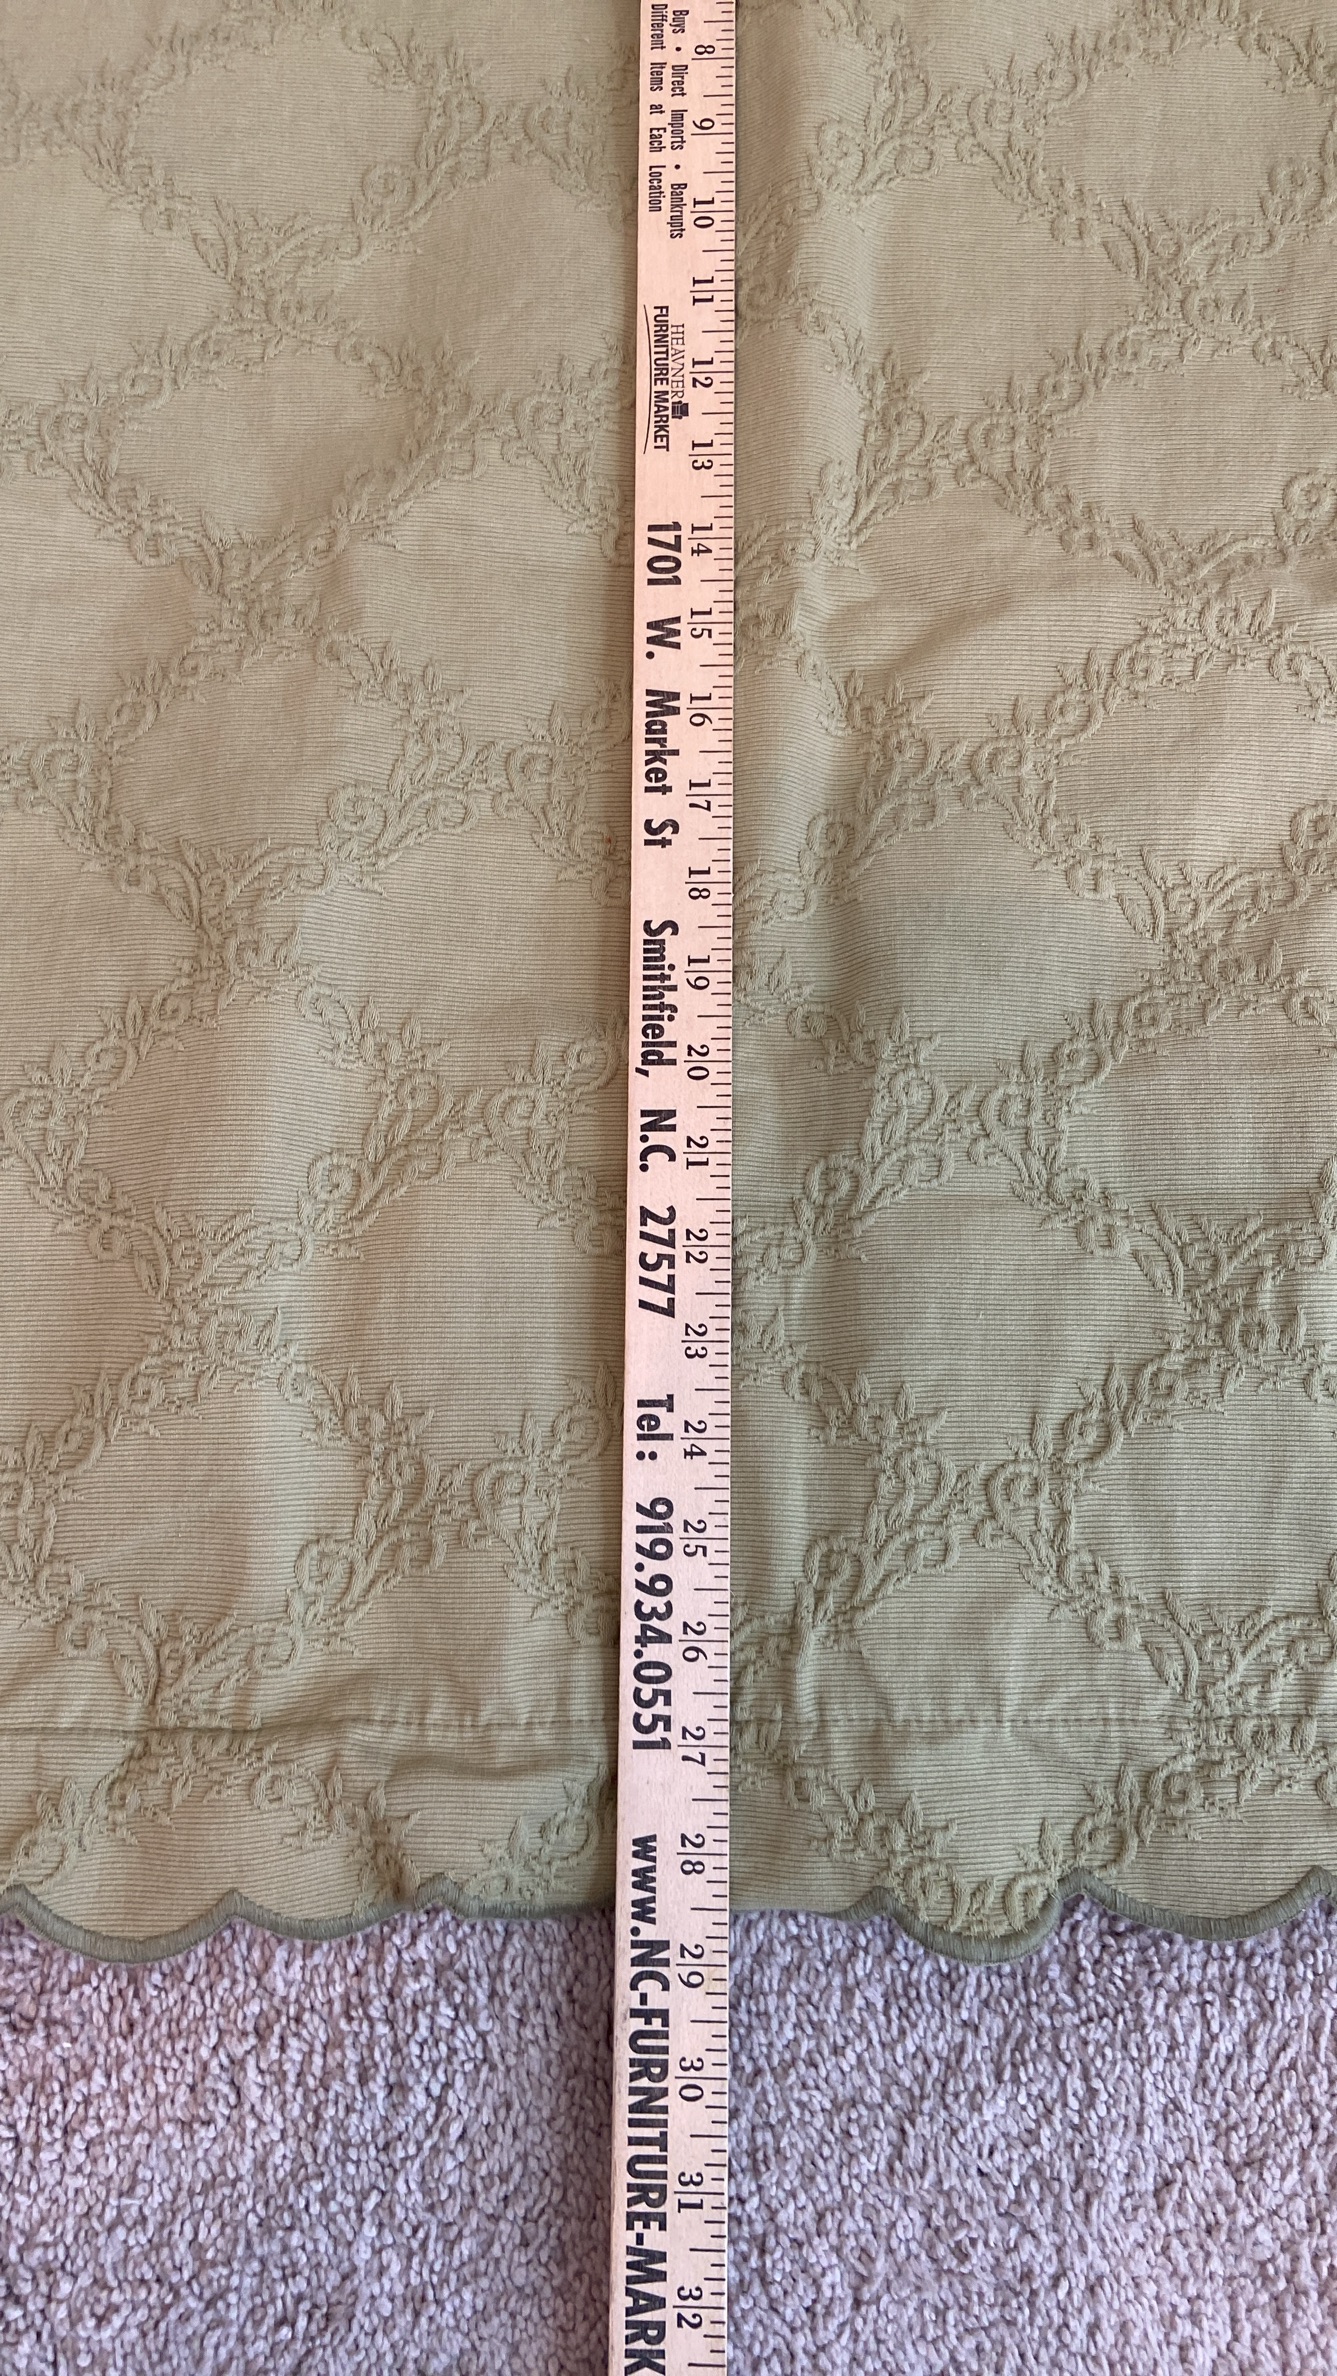 Buys • Direct Imports • Bankrupts
Different Items at Each Location
HEAVNER
FURNITURE MARKET
1701 W. Market St Smithfield, N.C. 27577 Tel: 919.934.0551 www.NC-FURNITURE-MARK
8 9 10 11 12 13 14 15 16 17 18 19 20 21 22 23 24 25 26 27 28 29 30 31 32